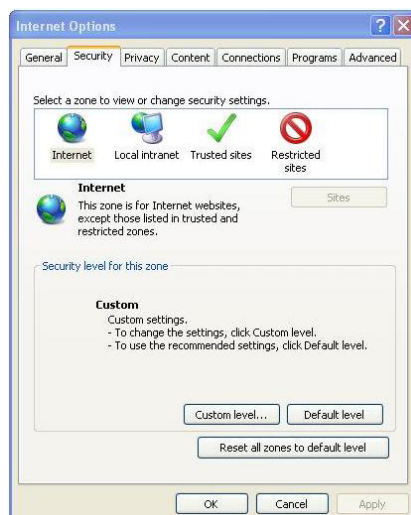 Internet Options
General Security Privacy Content Connections Programs Advanced
Select a zone to view or change security settings.
Internet Local intranet Trusted sites Restricted
sites
Internet
Sites
This zone is for Internet websites,
except those listed in trusted and
restricted zones.
Security level for this zone
Custom
Custom settings.
- To change the settings, click Custom level.
- To use the recommended settings, click Default level.
Custom level... Default level
Reset all zones to default level
OK Cancel Apply